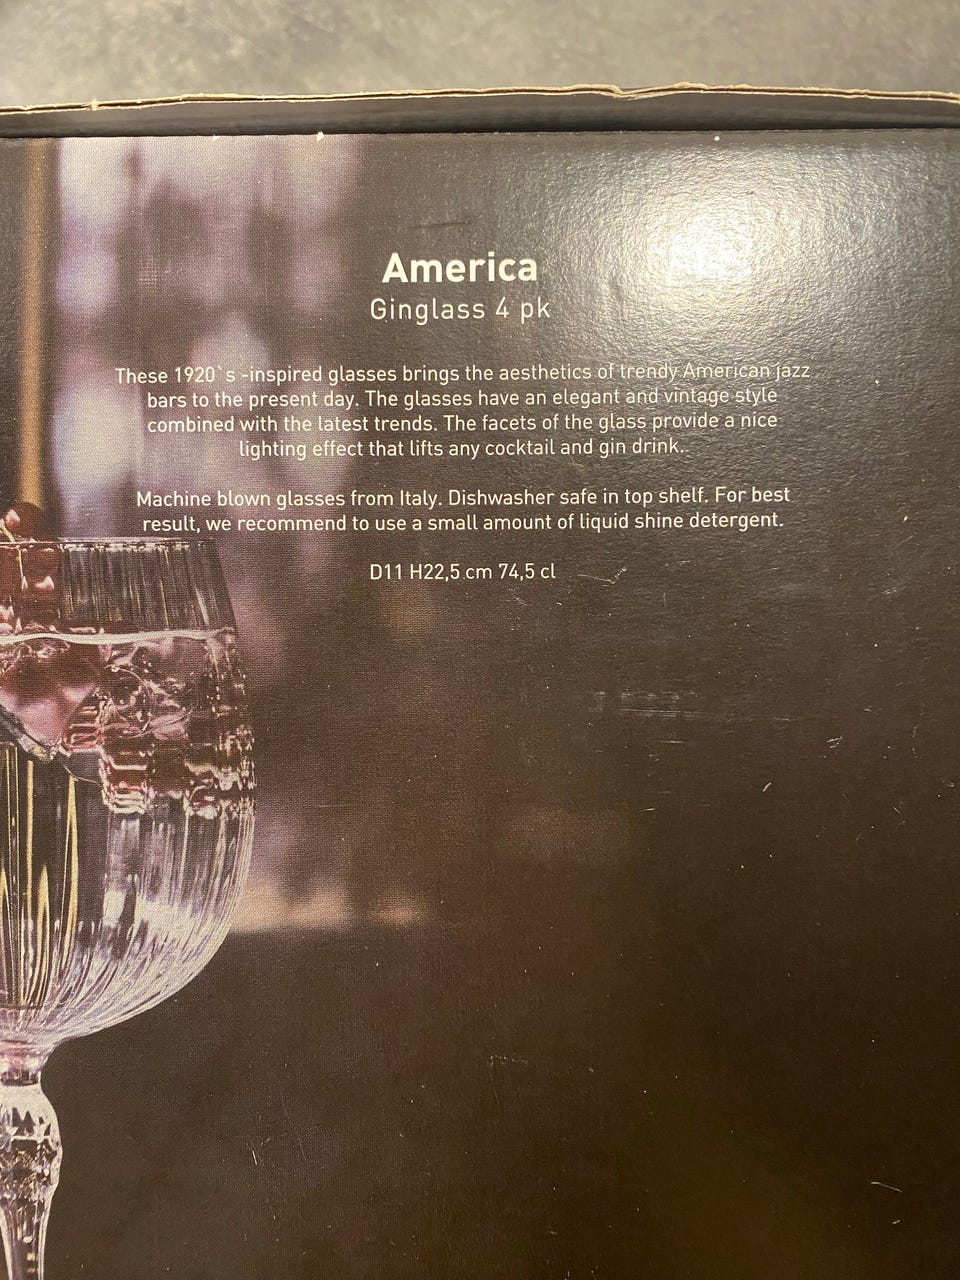 America
Ginglass 4 pk
These 1920`s -inspired glasses brings the aesthetics of trendy American jazz
bars to the present day. The glasses have an elegant and vintage style
combined with the latest trends. The facets of the glass provide a nice
lighting effect that lifts any cocktail and gin drink.
Machine blown glasses from Italy. Dishwasher safe in top shelf. For best
result, we recommend to use a small amount of liquid shine detergent.
D11 H22,5 cm 74,5 cl